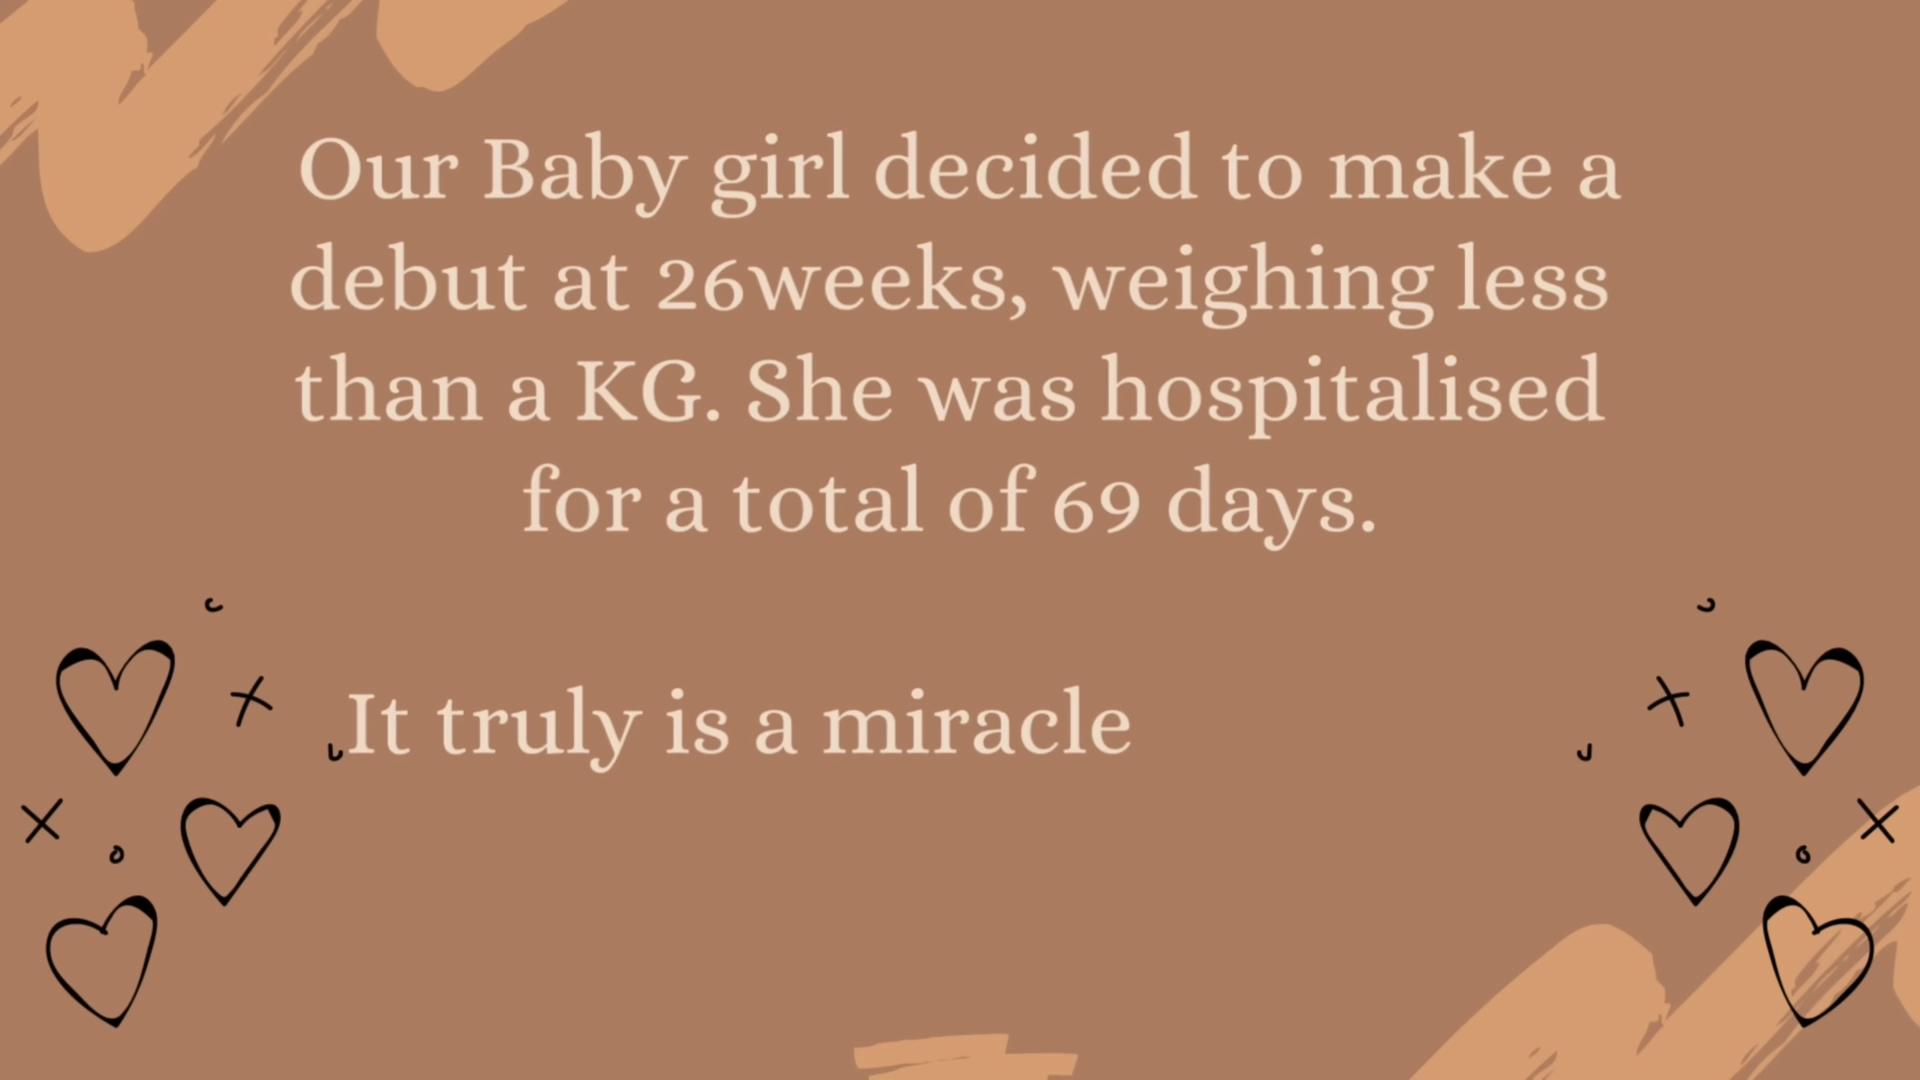 Our Baby girl decided to make a
debut at 26weeks, weighing less
than a KG. She was hospitalised
for a total of 69 days.
It truly is a miracle